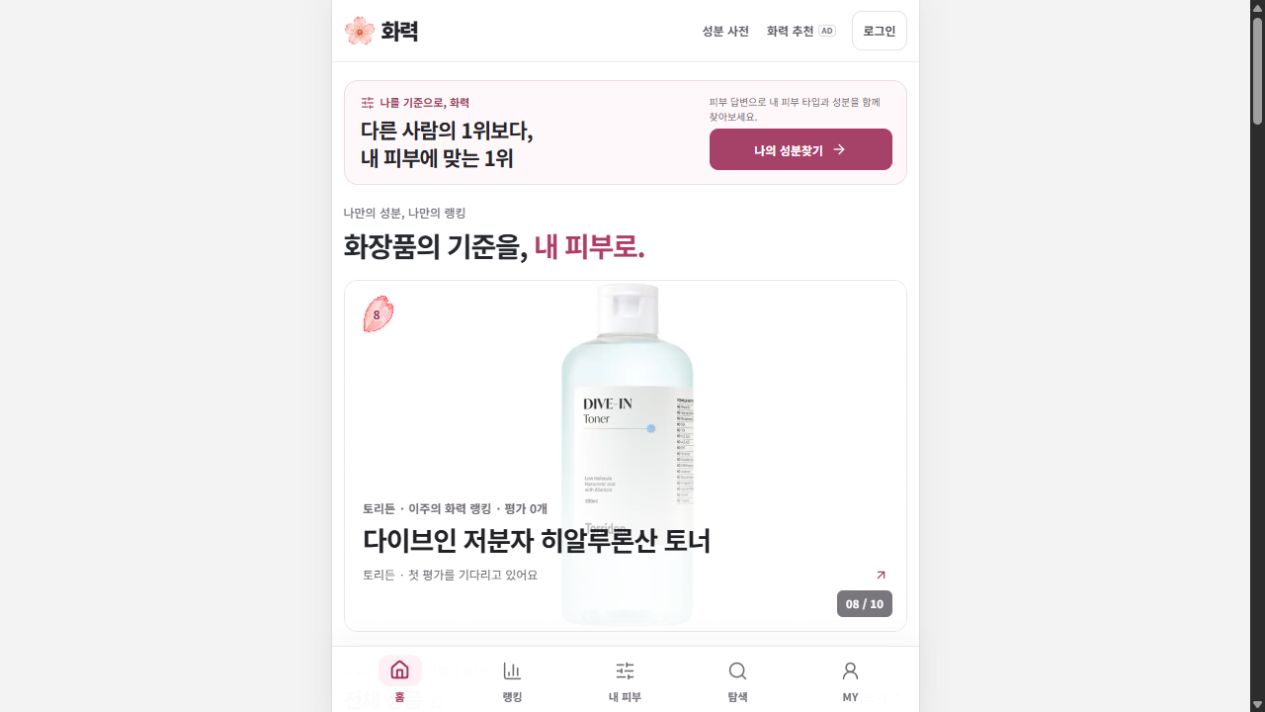 화력
성분 사전
화력 추천 AD
로그인
나를 기준으로, 화력
다른 사람의 1위보다,
내 피부에 맞는 1위
피부 답변으로 내 피부 타입과 성분을 함께
찾아보세요.
나의 성분찾기
나만의 성분, 나만의 랭킹
화장품의 기준을, 내 피부로.
8
DIVE-IN
Toner
Low molecule
Hyaluronic acid
with Allantoin
300ml
토리든 · 이주의 화력 랭킹 · 평가 0개
다이브인 저분자 히알루론산 토너
토리든 · 첫 평가를 기다리고 있어요
08 / 10
홈
랭킹
내 피부
탐색
MY